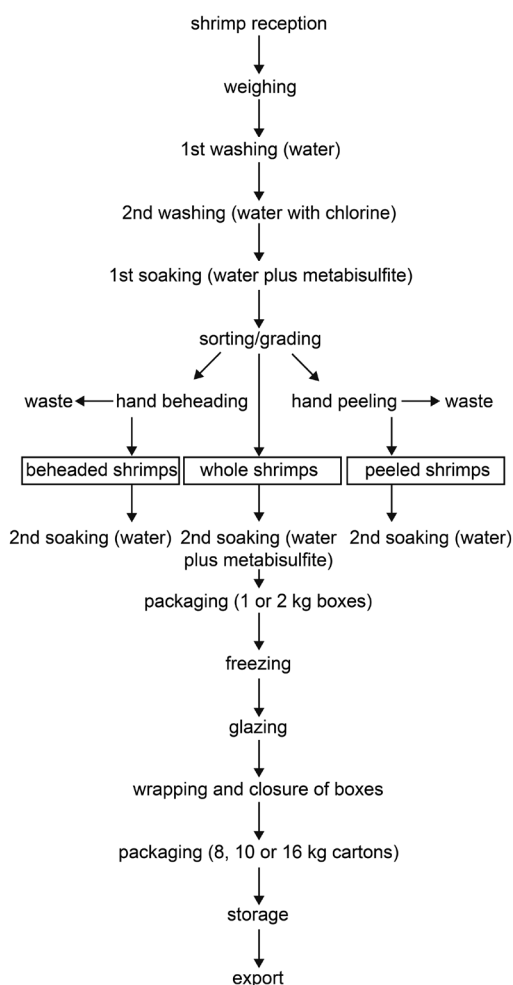 shrimp reception
weighing
1st washing (water)
2nd washing (water with chlorine)
1st soaking (water plus metabisulfite)
sorting/grading
waste
hand beheading
hand peeling
waste
beheaded shrimps
whole shrimps
peeled shrimps
2nd soaking (water)
2nd soaking (water
plus metabisulfite)
2nd soaking (water)
packaging (1 or 2 kg boxes)
freezing
glazing
wrapping and closure of boxes
packaging (8, 10 or 16 kg cartons)
storage
export